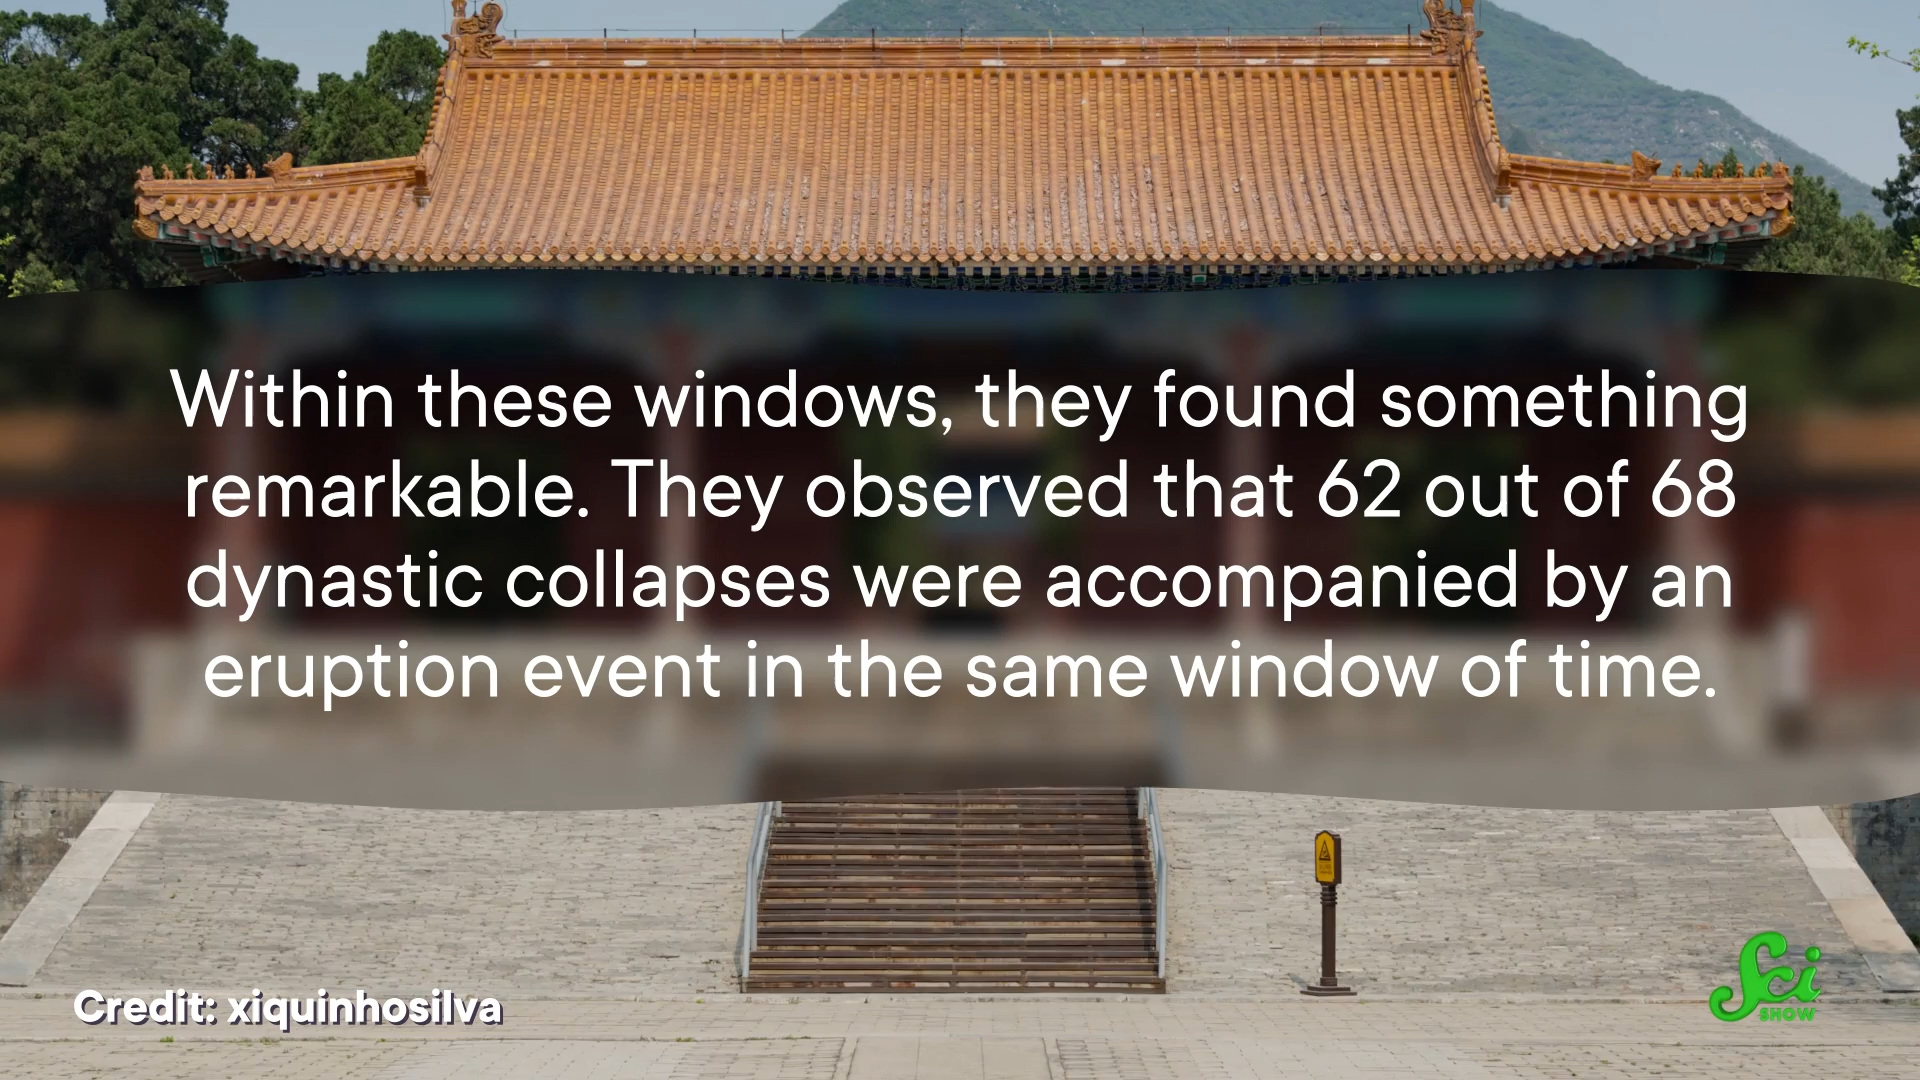 Within these windows, they found something
remarkable. They observed that 62 out of 68
dynastic collapses were accompanied by an
eruption event in the same window of time.
Credit: xiquinhosilva
Sci
SHOW